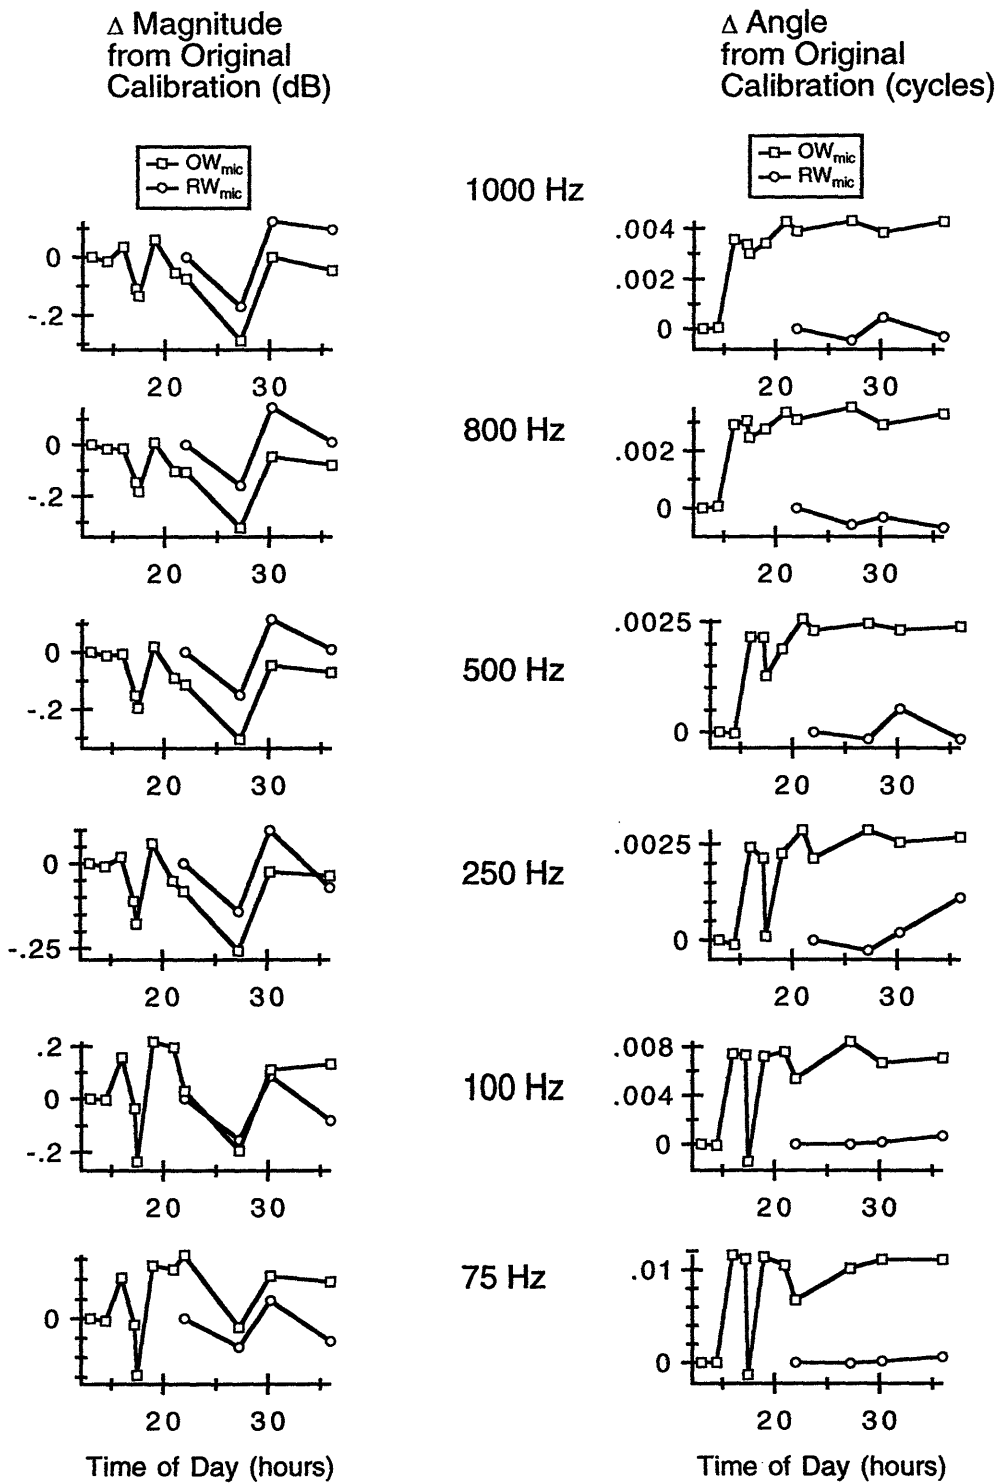 Δ Magnitude
from Original
Calibration (dB)
Δ Angle
from Original
Calibration (cycles)
OWmic
RWmic
1000 Hz
OWmic
RWmic
0
-.2
20 30
.004
.002
0
20 30
800 Hz
0
-.2
20 30
.002
0
20 30
500 Hz
0
-.2
20 30
.0025
0
20 30
250 Hz
0
-.25
20 30
.0025
0
20 30
100 Hz
.2
0
-.2
20 30
.008
.004
0
20 30
75 Hz
0
20 30
.01
0
20 30
Time of Day (hours)
Time of Day (hours)